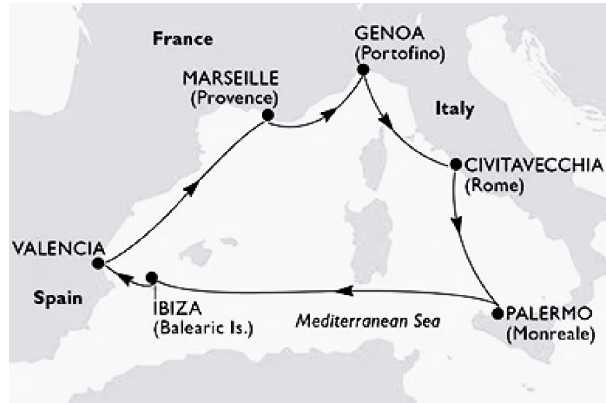 France
GENOA
(Portofino)
MARSEILLE
(Provence)
Italy
CIVITAVECCHIA
(Rome)
VALENCIA
Spain
IBIZA
(Balearic Is.)
Mediterranean Sea
PALERMO
(Monreale)